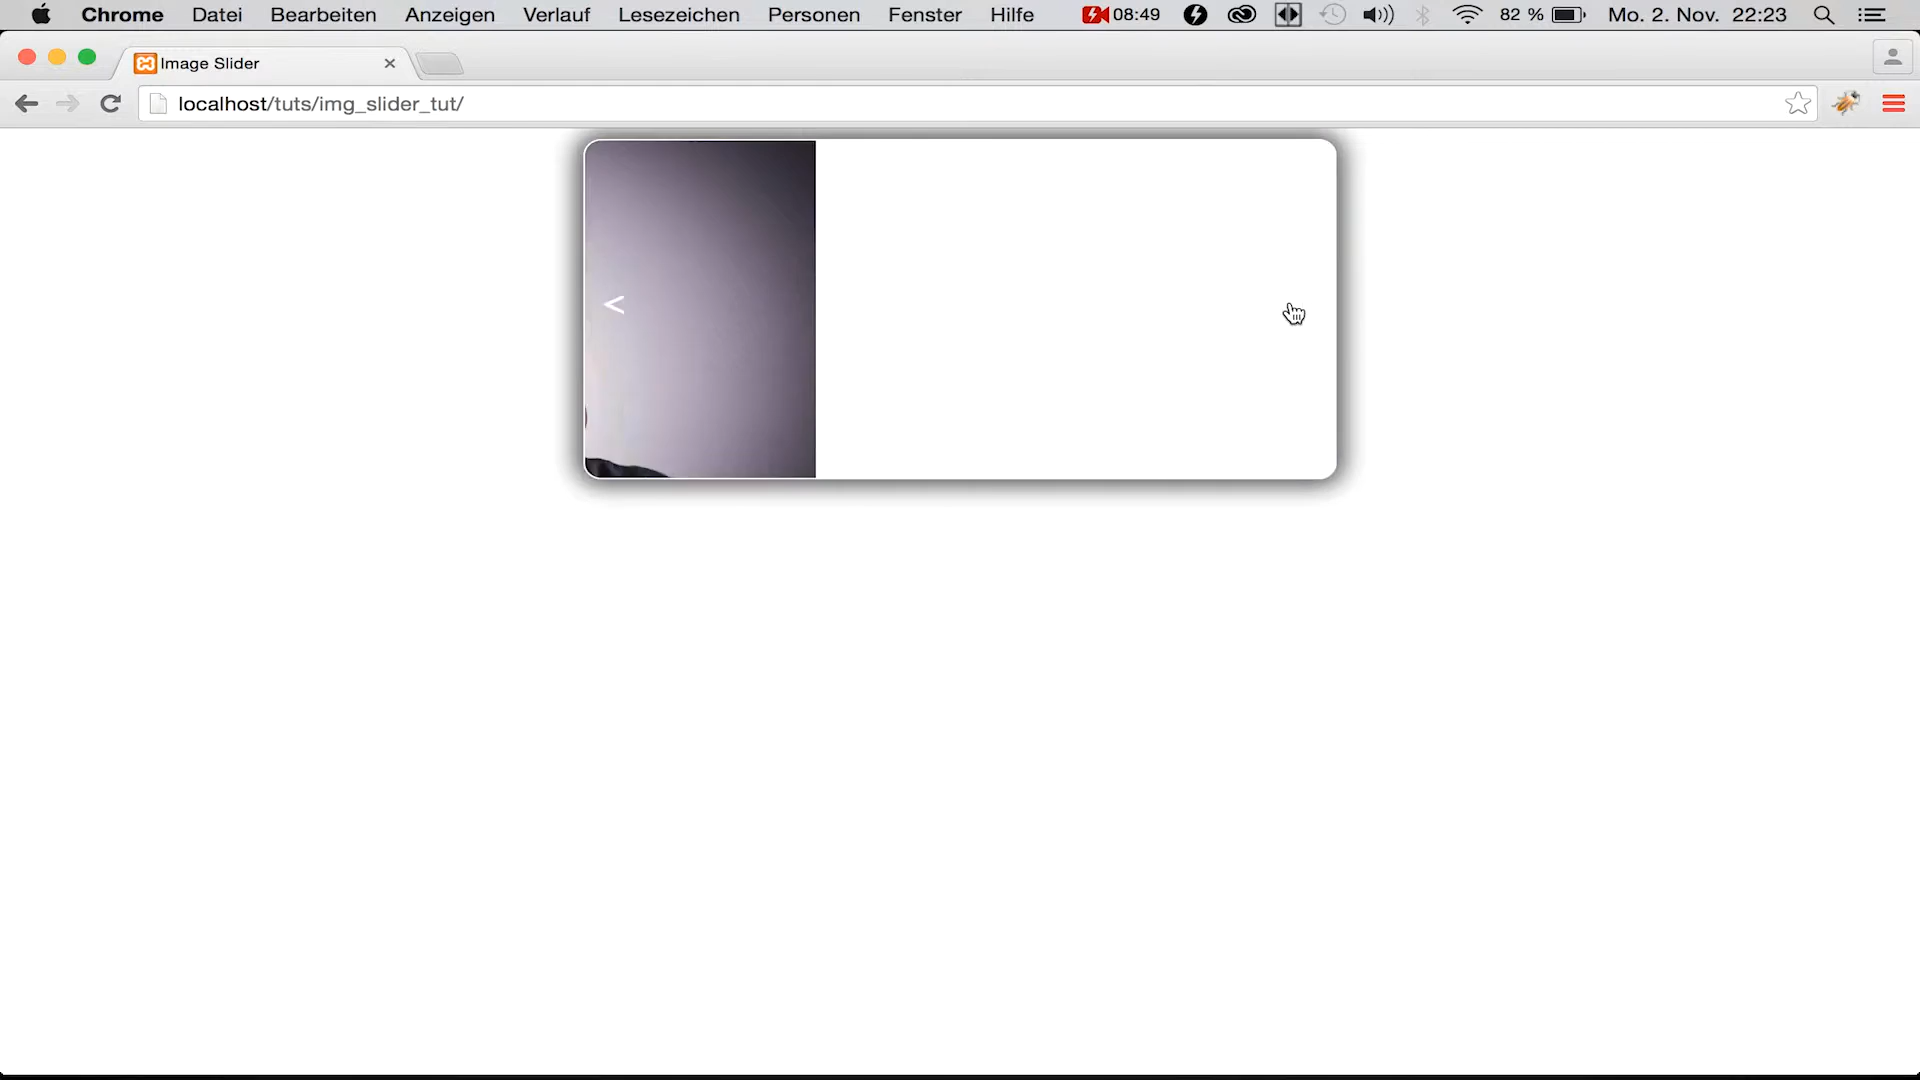 Chrome Datei Bearbeiten Anzeigen Verlauf Lesezeichen Personen Fenster Hilfe 08:49 82 % Mo. 2. Nov. 22:23
Image Slider
localhost/tuts/img_slider_tut/
<